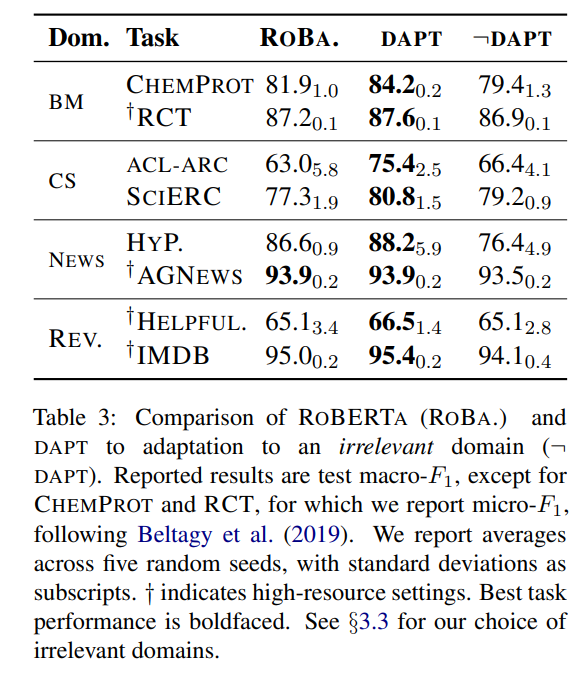 Dom. Task ROBA. DAPT ¬DAPT
BM
CHEMPROT 81.9₁.₀ 84.2₀.₂ 79.4₁.₃
†RCT 87.2₀.₁ 87.6₀.₁ 86.9₀.₁
CS
ACL-ARC 63.0₅.₈ 75.4₂.₅ 66.4₄.₁
SCIERC 77.3₁.₉ 80.8₁.₅ 79.2₀.₉
NEWS
HYP. 86.6₀.₉ 88.2₅.₉ 76.4₄.₉
†AGNEWS 93.9₀.₂ 93.9₀.₂ 93.5₀.₂
REV.
†HELPFUL. 65.1₃.₄ 66.5₁.₄ 65.1₂.₈
†IMDB 95.0₀.₂ 95.4₀.₂ 94.1₀.₄
Table 3: Comparison of ROBERTA (ROBA.) and
DAPT to adaptation to an irrelevant domain (¬
DAPT). Reported results are test macro-F₁, except for
CHEMPROT and RCT, for which we report micro-F₁,
following Beltagy et al. (2019). We report averages
across five random seeds, with standard deviations as
subscripts. † indicates high-resource settings. Best task
performance is boldfaced. See §3.3 for our choice of
irrelevant domains.